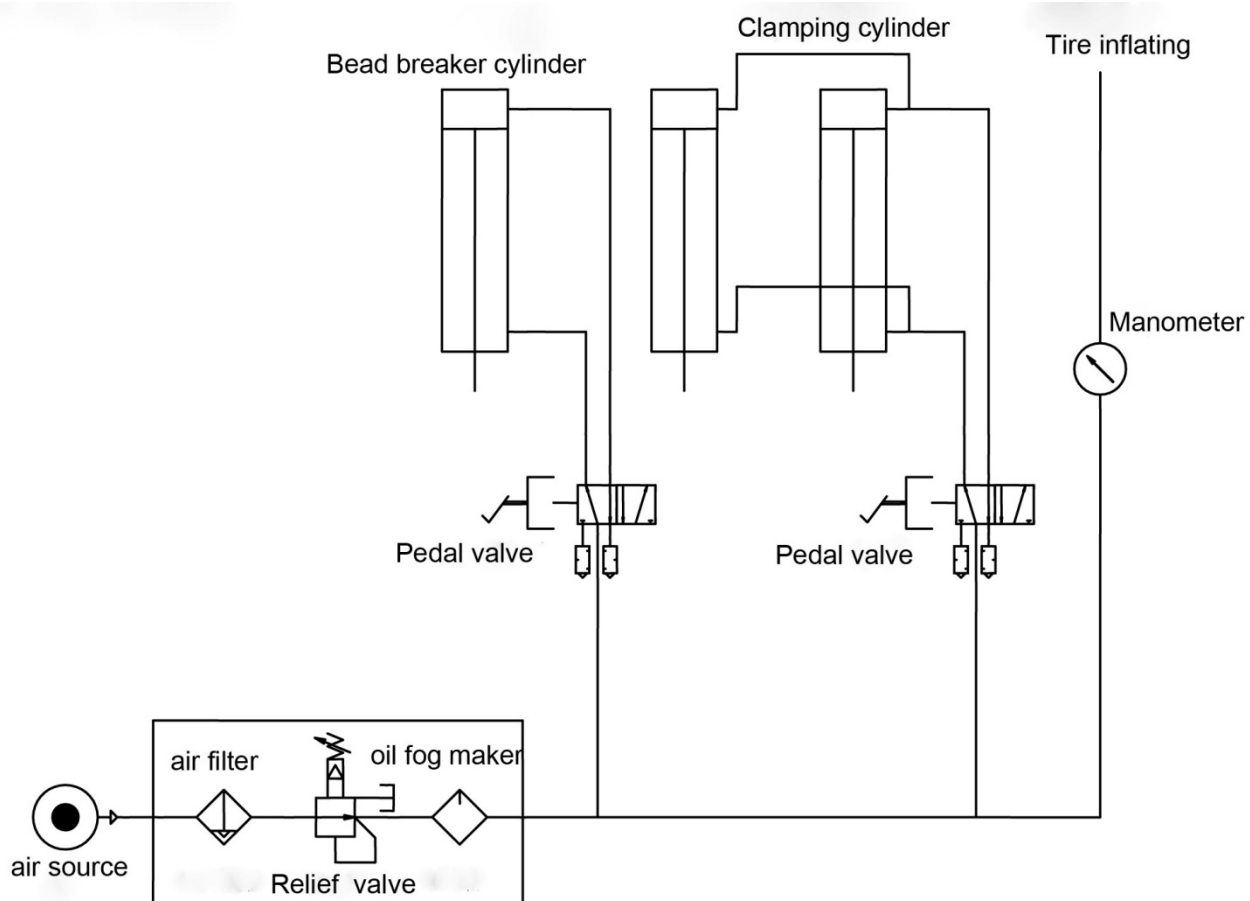 Clamping cylinder
Tire inflating
Bead breaker cylinder
Manometer
Pedal valve
Pedal valve
air filter
oil fog maker
air source
Relief valve